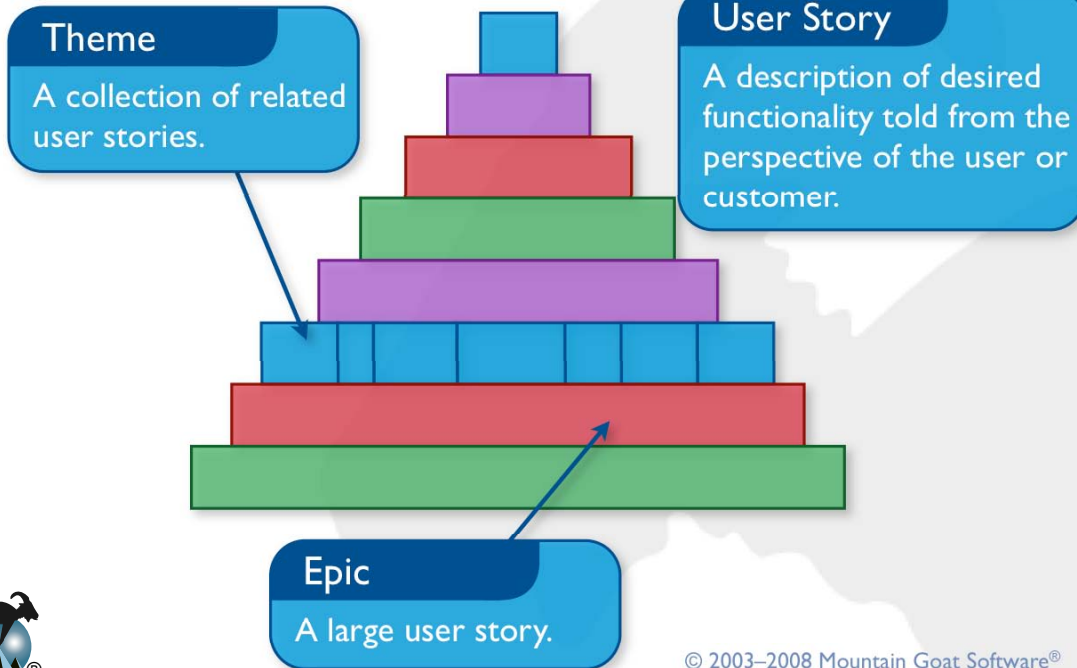 Theme
A collection of related
user stories.
User Story
A description of desired
functionality told from the
perspective of the user or
customer.
Epic
A large user story.
® 
© 2003–2008 Mountain Goat Software®